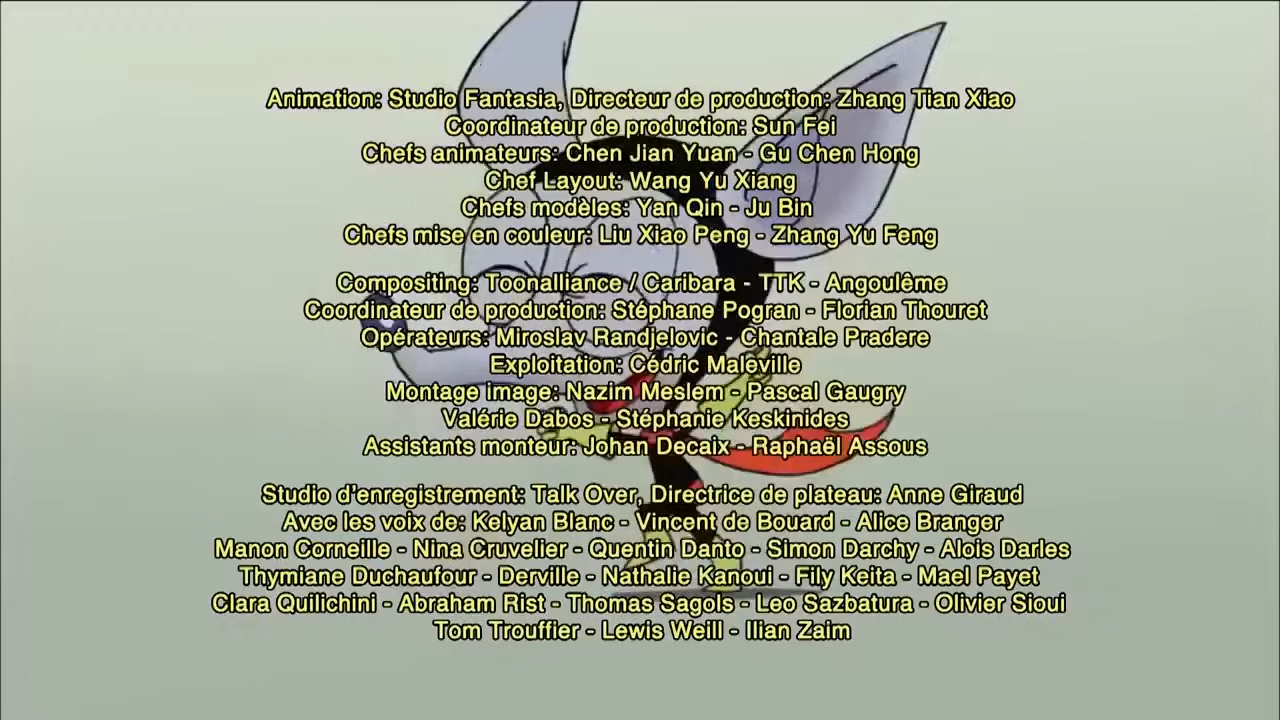 Animation: Studio Fantasia, Directeur de production: Zhang Tian Xiao
Coordinateur de production: Sun Fei
Chefs animateurs: Chen Jian Yuan - Gu Chen Hong
Chef Layout: Wang Yu Xiang
Chefs modèles: Yan Qin - Ju Bin
Chefs mise en couleur: Liu Xiao Peng - Zhang Yu Feng
Compositing: Toonalliance / Caribara - TTK - Angoulême
Coordinateur de production: Stéphane Pogran - Florian Thouret
Opérateurs: Miroslav Randjelovic - Chantale Pradere
Exploitation: Cédric Maleville
Montage image: Nazim Meslem - Pascal Gaugry
Valérie Dabos - Stéphanie Keskinides
Assistants monteur: Johan Decaix - Raphaël Assous
Studio d'enregistrement: Talk Over, Directrice de plateau: Anne Giraud
Avec les voix de: Kelyan Blanc - Vincent de Bouard - Alice Branger
Manon Corneille - Nina Cruvelier - Quentin Danto - Simon Darchy - Alois Darles
Thymiane Duchaufour - Derville - Nathalie Kanoui - Fily Keita - Mael Payet
Clara Quilichini - Abraham Rist - Thomas Sagols - Leo Sazbatura - Olivier Sioui
Tom Trouffier - Lewis Weill - Ilian Zaim